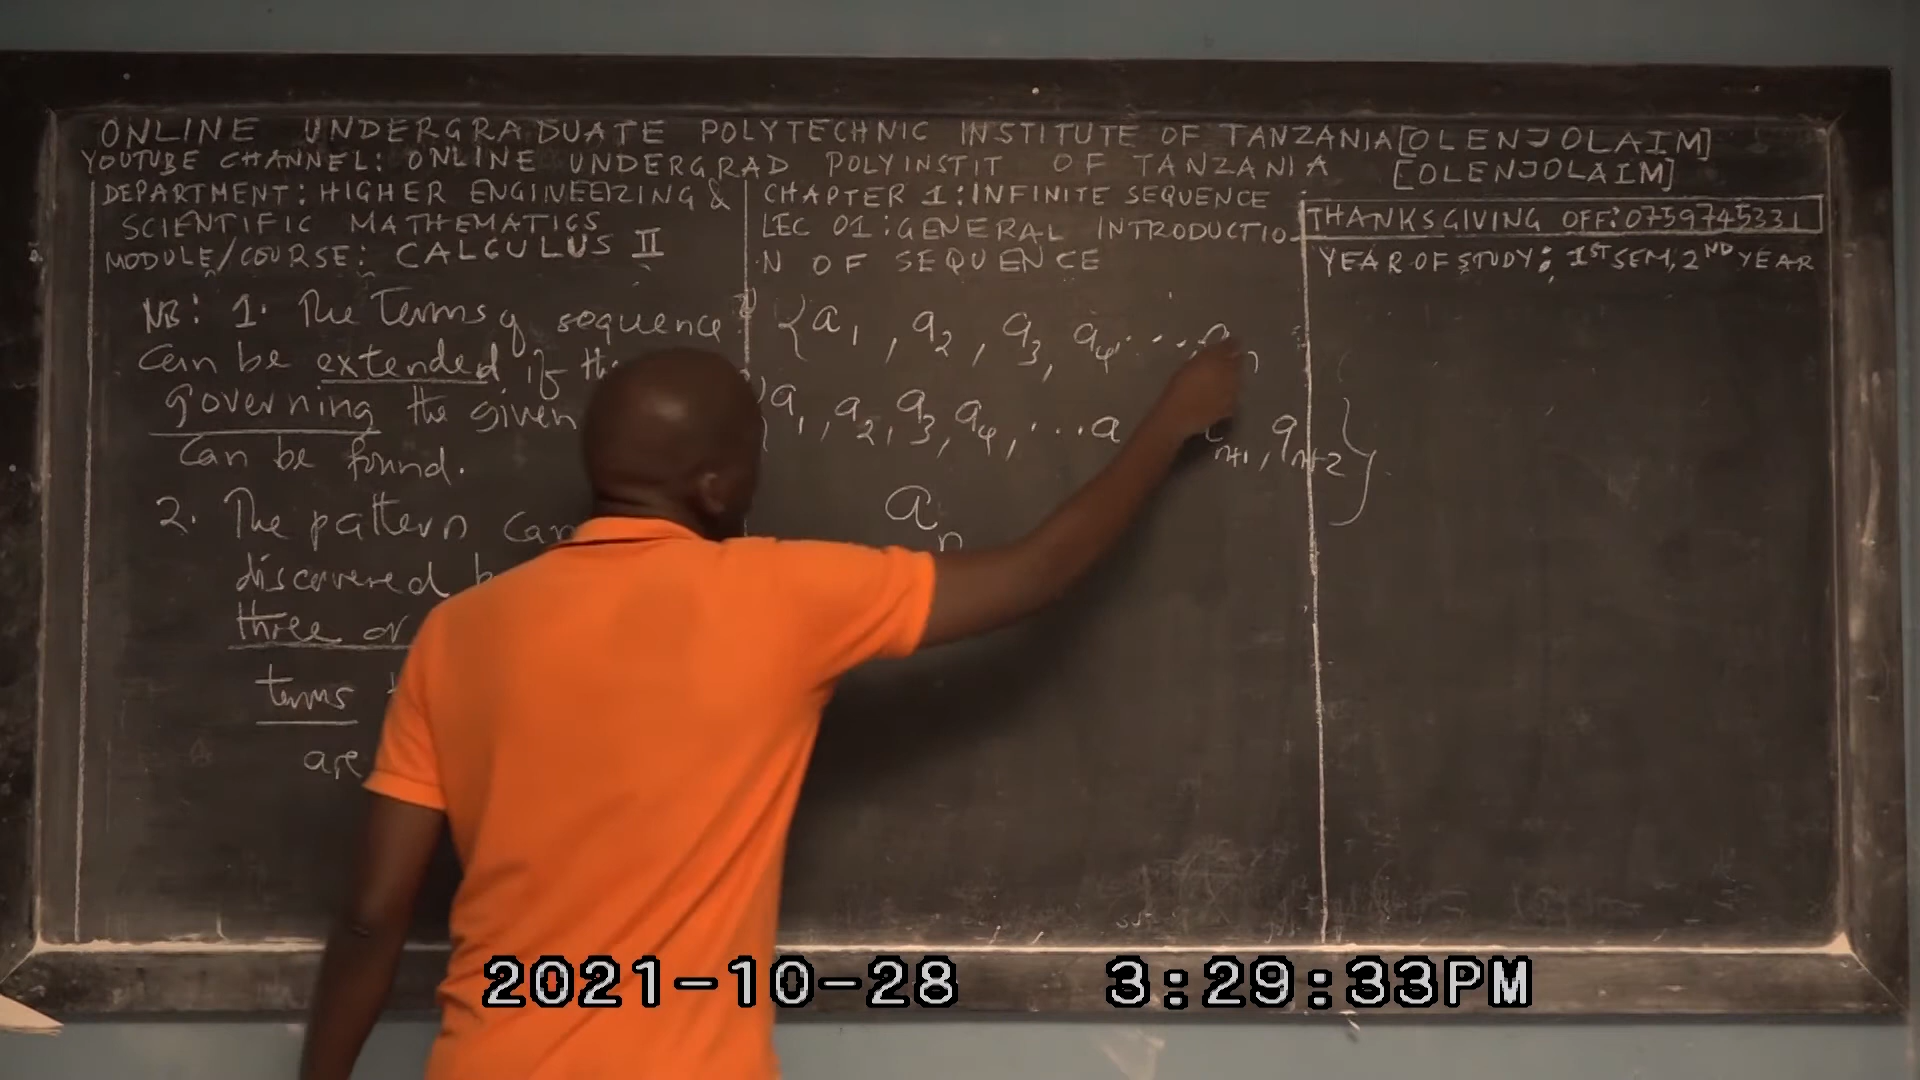 ONLINE UNDERGRADUATE POLYTECHNIC INSTITUTE OF TANZANIA [OLENJOLAIM]
YOUTUBE CHANNEL: ONLINE UNDERGRAD POLYINSTIT OF TANZANIA [OLENJOLAIM]
DEPARTMENT: HIGHER ENGINEERING &
SCIENTIFIC MATHEMATICS
MODULE/COURSE: CALCULUS II
CHAPTER 1: INFINITE SEQUENCE
LEC 01: GENERAL INTRODUCTIO
N OF SEQUENCE
THANKSGIVING OFF: 0759745331
YEAR OF STUDY: 1ST SEM, 2ND YEAR
NB: 1. The terms of sequence
can be extended if
governing the given
can be found.
2. The pattern can
discovered
three or
terms
are
{a1, a2, a3, a4, ..., an
{a1, a2, a3, a4, ... a n+1, an+2}
an
2021-10-28 3:29:33PM